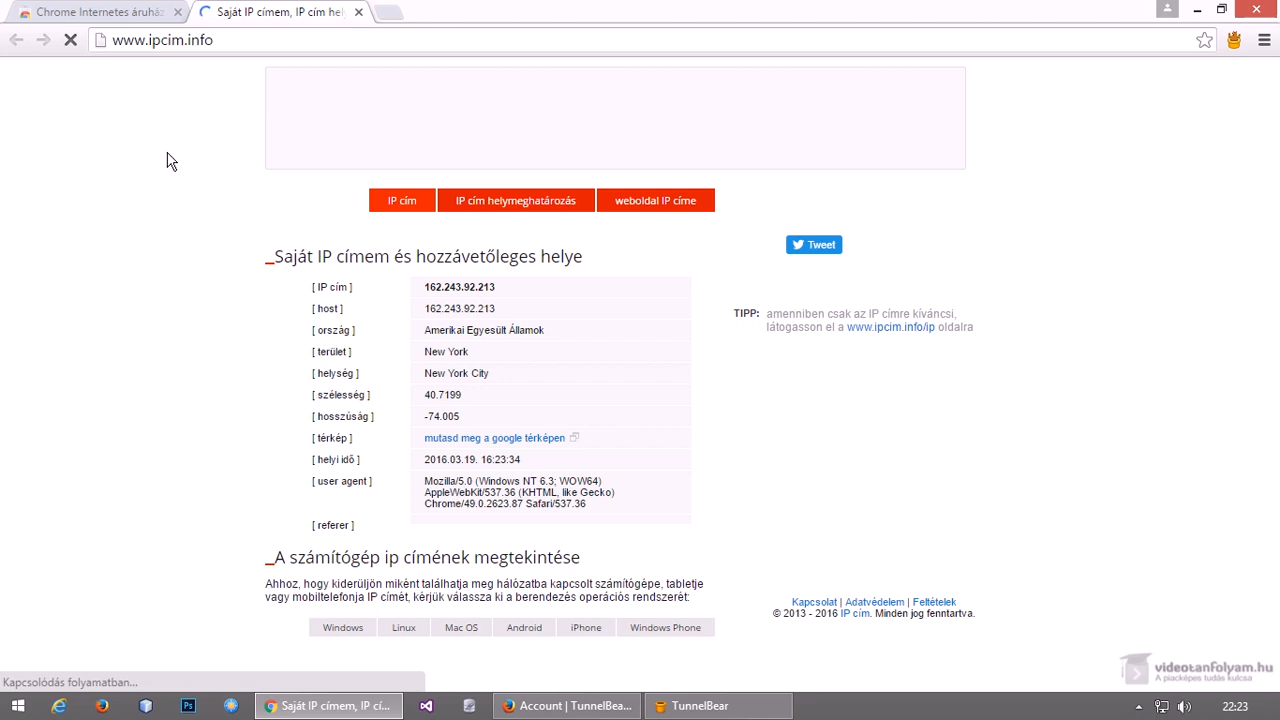 Chrome Internetes áruház
Saját IP címem, IP cím hel
www.ipcim.info
IP cím
IP cím helymeghatározás
weboldal IP címe
_Saját IP címem és hozzávetőleges helye
Tweet
[ IP cím ] 162.243.92.213
[ host ] 162.243.92.213
[ ország ] Amerikai Egyesült Államok
[ terület ] New York
[ helység ] New York City
[ szélesség ] 40.7199
[ hosszúság ] -74.005
[ térkép ] mutasd meg a google térképen
[ helyi idő ] 2016.03.19. 16:23:34
[ user agent ] Mozilla/5.0 (Windows NT 6.3; WOW64)
AppleWebKit/537.36 (KHTML, like Gecko)
Chrome/49.0.2623.87 Safari/537.36
[ referer ]
TIPP: amenniben csak az IP címre kíváncsi,
látogasson el a www.ipcim.info/ip oldalra
_A számítógép ip címének megtekintése
Ahhoz, hogy kiderüljön miként találhatja meg hálózatba kapcsolt számítógépe, tabletje
vagy mobiltelefonja IP címét, kérjük válassza ki a berendezés operációs rendszerét:
Windows
Linux
Mac OS
Android
iPhone
Windows Phone
Kapcsolat | Adatvédelem | Feltételek
© 2013 - 2016 IP cím. Minden jog fenntartva.
videotanfolyam.hu
A piacképes tudás kulcsa
Kapcsolódás folyamatban...
Ps
Saját IP címem, IP cí...
Account | TunnelBea...
TunnelBear
22:23